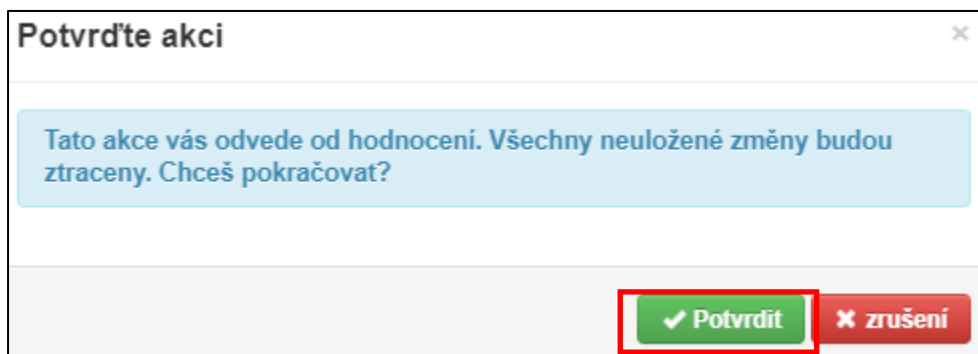 Potvrďte akci
Tato akce vás odvede od hodnocení. Všechny neuložené změny budou
ztraceny. Chceš pokračovat?
Potvrdit
zrušení